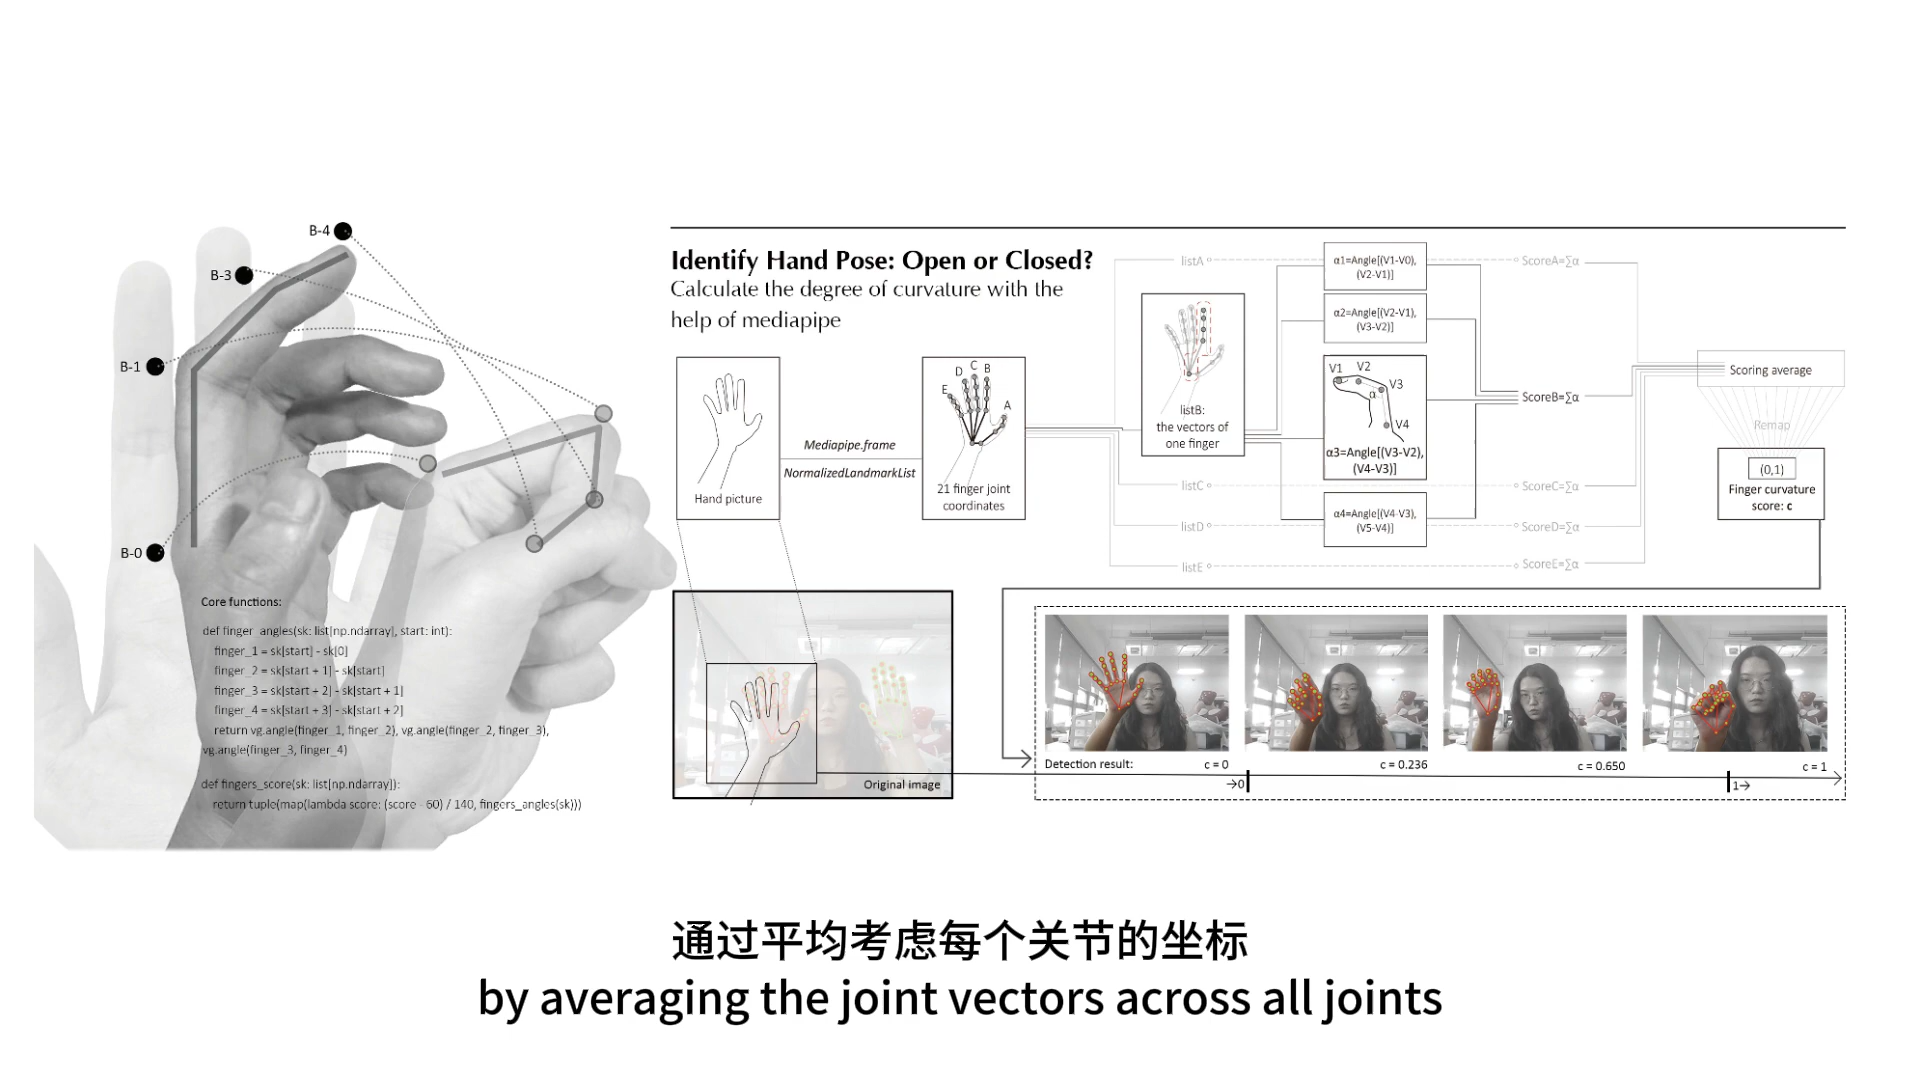 B-4
B-3
B-1
B-0
Core functions:
def finger_angles(sk: list[np.ndarray], start: int):
finger_1 = sk[start] - sk[0]
finger_2 = sk[start + 1] - sk[start]
finger_3 = sk[start + 2] - sk[start + 1]
finger_4 = sk[start + 3] - sk[start + 2]
return vg.angle(finger_1, finger_2), vg.angle(finger_2, finger_3),
vg.angle(finger_3, finger_4)
def fingers_score(sk: list[np.ndarray]):
return tuple(map(lambda score: (score - 60) / 140, fingers_angles(sk)))
Identify Hand Pose: Open or Closed?
Calculate the degree of curvature with the
help of mediapipe
Hand picture
Mediapipe.frame
NormalizedLandmarkList
E
D
C
B
A
21 finger joint
coordinates
listA
listB:
the vectors of
one finger
listC
listD
listE
α1=Angle[(V1-V0),
(V2-V1)]
α2=Angle[(V2-V1),
(V3-V2)]
V1
V2
V3
α
V4
α3=Angle[(V3-V2),
(V4-V3)]
α4=Angle[(V4-V3),
(V5-V4)]
ScoreA=∑α
ScoreB=∑α
ScoreC=∑α
ScoreD=∑α
ScoreE=∑α
Scoring average
Remap
(0,1)
Finger curvature
score: c
Original image
Detection result:
c = 0
c = 0.236
c = 0.650
c = 1
→0
1→
通过平均考虑每个关节的坐标
by averaging the joint vectors across all joints